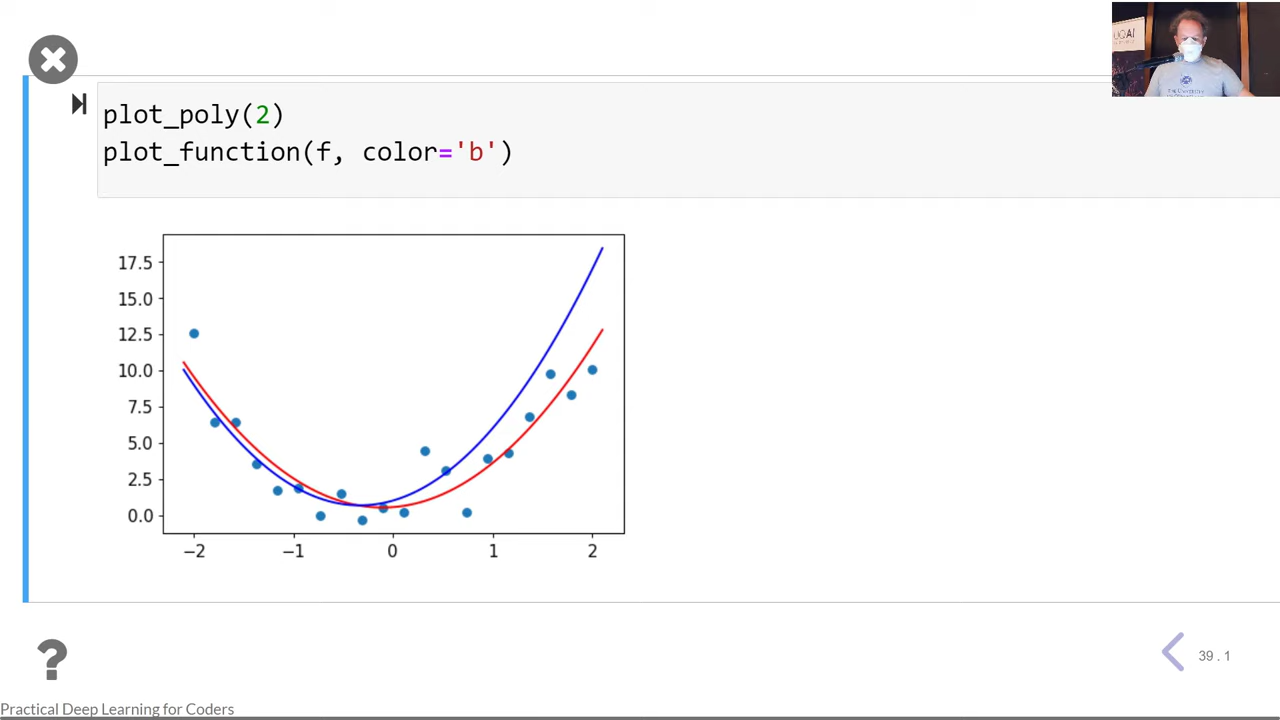 plot_poly(2)
plot_function(f, color='b')
17.5
15.0
12.5
10.0
7.5
5.0
2.5
0.0
−2 −1 0 1 2
39 . 1
Practical Deep Learning for Coders